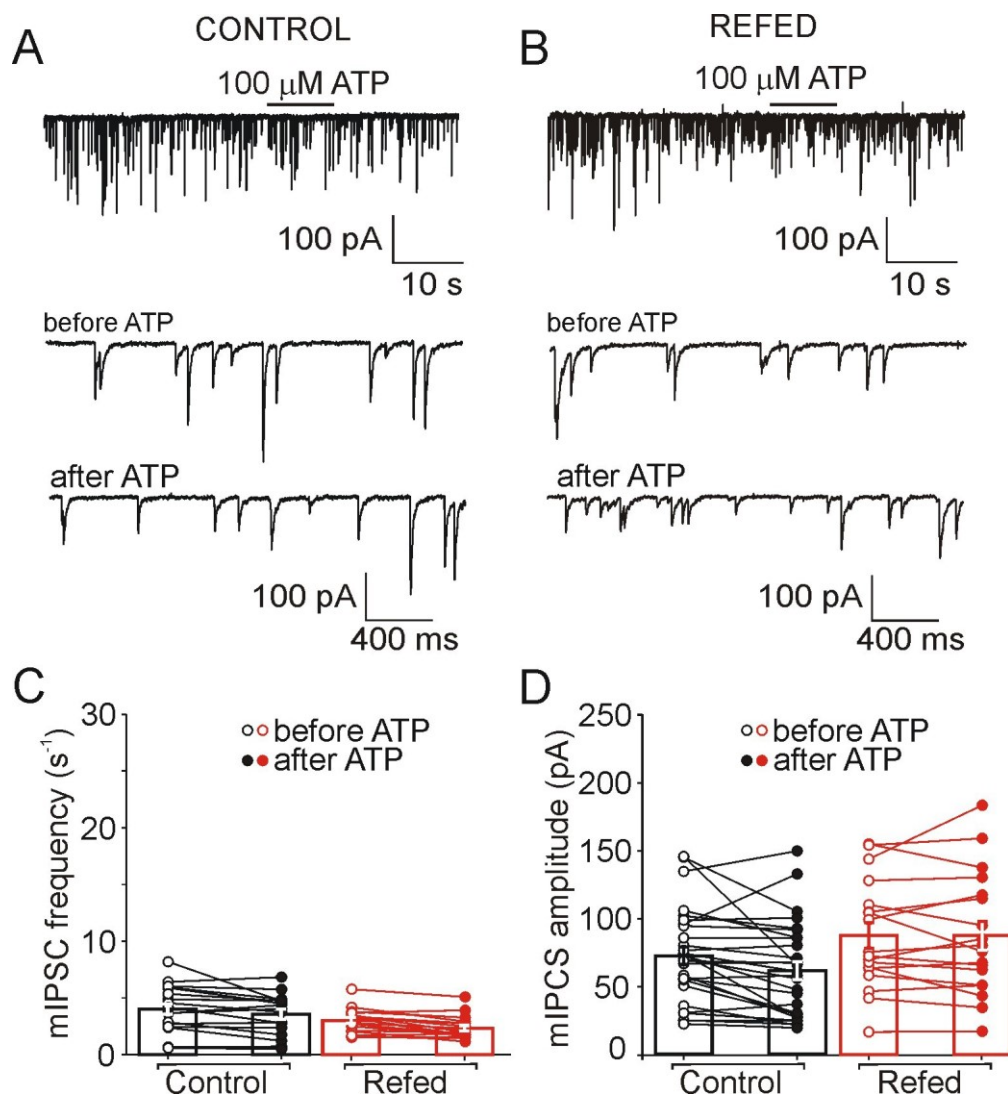 A
CONTROL
100 μM ATP
100 pA
10 s
before ATP
after ATP
100 pA
400 ms
B
REFED
100 μM ATP
100 pA
10 s
before ATP
after ATP
100 pA
400 ms
C
mIPSC frequency (s⁻¹)
30
20
10
0
before ATP
after ATP
Control
Refed
D
mIPCS amplitude (pA)
250
200
150
100
50
0
before ATP
after ATP
Control
Refed